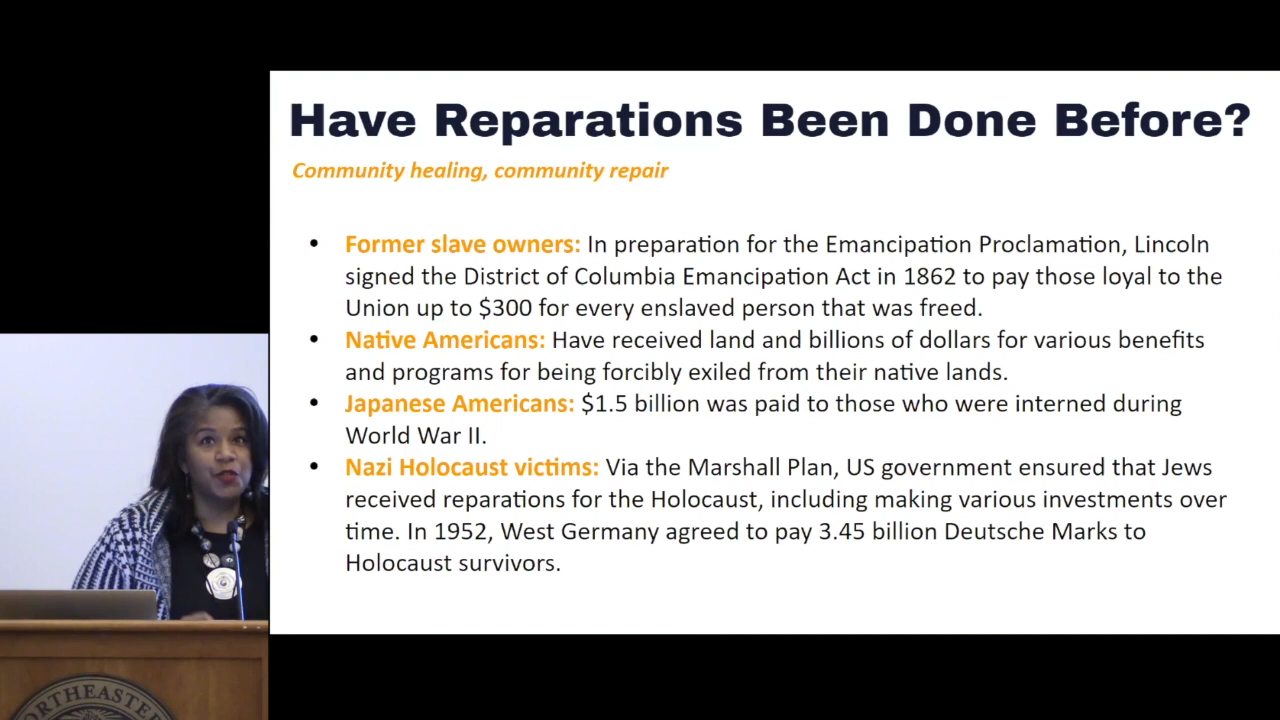 Have Reparations Been Done Before?
Community healing, community repair
• Former slave owners: In preparation for the Emancipation Proclamation, Lincoln
signed the District of Columbia Emancipation Act in 1862 to pay those loyal to the
Union up to $300 for every enslaved person that was freed.
• Native Americans: Have received land and billions of dollars for various benefits
and programs for being forcibly exiled from their native lands.
• Japanese Americans: $1.5 billion was paid to those who were interned during
World War II.
• Nazi Holocaust victims: Via the Marshall Plan, US government ensured that Jews
received reparations for the Holocaust, including making various investments over
time. In 1952, West Germany agreed to pay 3.45 billion Deutsche Marks to
Holocaust survivors.